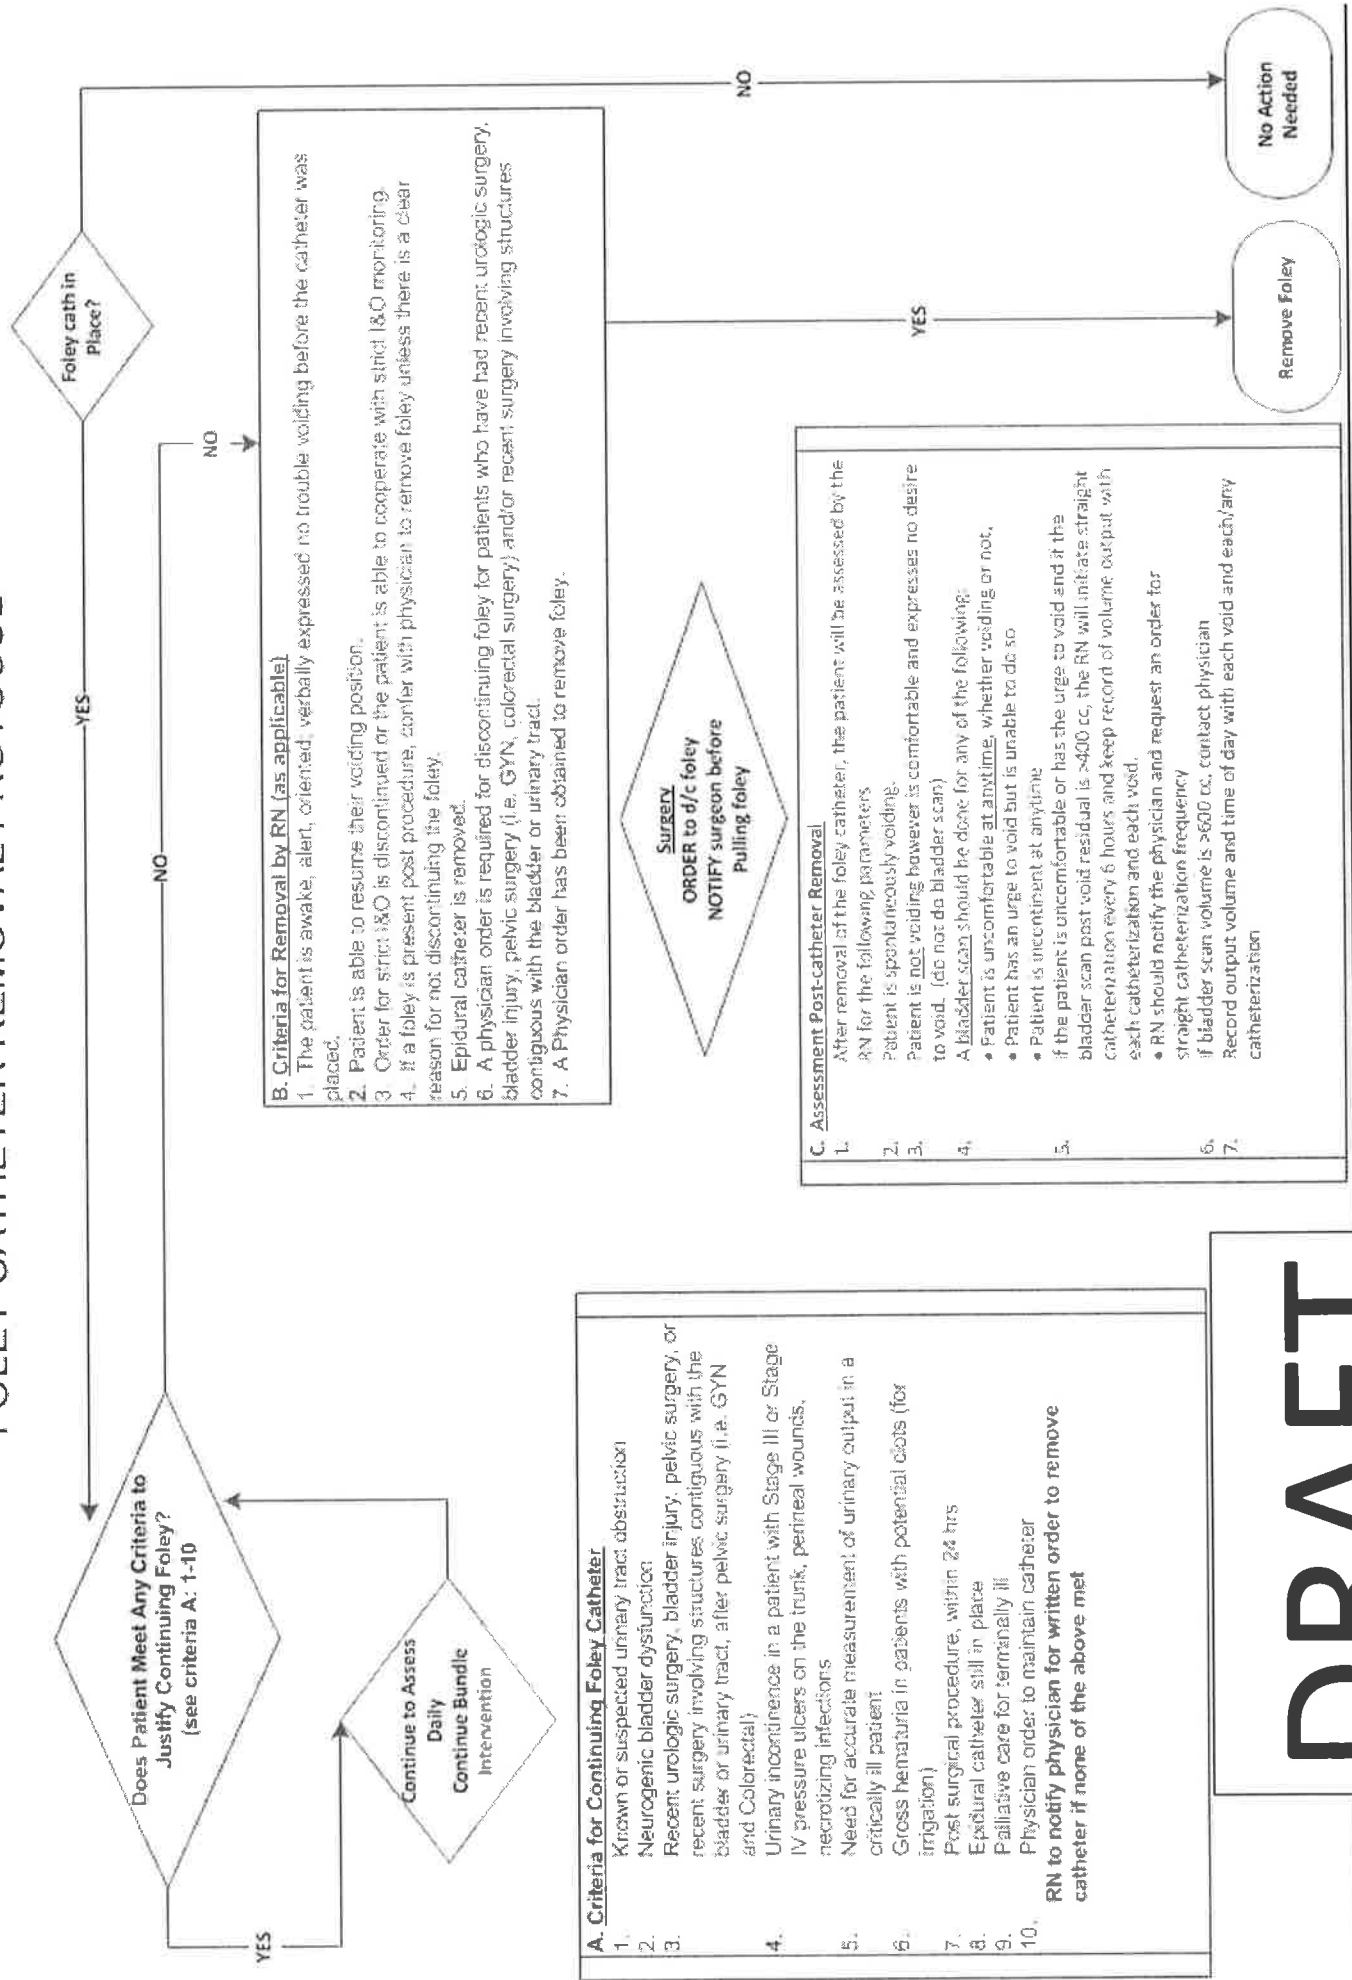 FOLEY CATHETER REMOVAL PROTOCOL
Foley cath in
Place?
YES
NO
Does Patient Meet Any Criteria to
Justify Continuing Foley?
(see criteria A: 1-10
NO
YES
Continue to Assess
Daily
Continue Bundle
Intervention
B. Criteria for Removal by RN (as applicable)
1. The patient is awake, alert, oriented; verbally expressed no trouble voiding before the catheter was
placed.
2. Patient is able to resume their voiding position.
3. Order for strict I&O is discontinued or the patient is able to cooperate with strict I&O monitoring.
4. If a foley is present post procedure, confer with physician to remove foley unless there is a clear
reason for not discontinuing the foley.
5. Epidural catheter is removed.
6. A physician order is required for discontinuing foley for patients who have had recent urologic surgery,
bladder injury, pelvic surgery (i.e. GYN, colorectal surgery) and/or recent surgery involving structures
contiguous with the bladder or urinary tract.
7. A Physician order has been obtained to remove foley.
NO
Surgery
ORDER to d/c foley
NOTIFY surgeon before
Pulling foley
YES
Remove Foley
No Action
Needed
A. Criteria for Continuing Foley Catheter
1. Known or suspected urinary tract obstruction
2. Neurogenic bladder dysfunction
3. Recent urologic surgery, bladder injury, pelvic surgery, or
recent surgery involving structures contiguous with the
bladder or urinary tract, after pelvic surgery (i.e. GYN
and Colorectal)
4. Urinary incontinence in a patient with Stage III or Stage
IV pressure ulcers on the trunk, perineal wounds,
necrotizing infections
5. Need for accurate measurement of urinary output in a
critically ill patient
6. Gross hematuria in patients with potential clots (for
irrigation)
7. Post surgical procedure, within 24 hrs
8. Epidural catheter still in place
9. Palliative care for terminally ill
10. Physician order to maintain catheter
RN to notify physician for written order to remove
catheter if none of the above met
C. Assessment Post-catheter Removal
1. After removal of the foley catheter, the patient will be assessed by the
RN for the following parameters
2. Patient is spontaneously voiding.
3. Patient is not voiding however is comfortable and expresses no desire
to void. (do not do bladder scan)
4. A bladder scan should be done for any of the following:
• Patient is uncomfortable at anytime, whether voiding or not.
• Patient has an urge to void but is unable to do so
• Patient is incontinent at anytime
5. If the patient is uncomfortable or has the urge to void and if the
bladder scan post void residual is >400 cc, the RN will initiate straight
catheterization every 6 hours and keep record of volume output with
each catheterization and each void.
• RN should notify the physician and request an order for
straight catheterization frequency
6. If bladder scan volume is >600 cc, contact physician
7. Record output volume and time of day with each void and each/any
catheterization
DRAFT